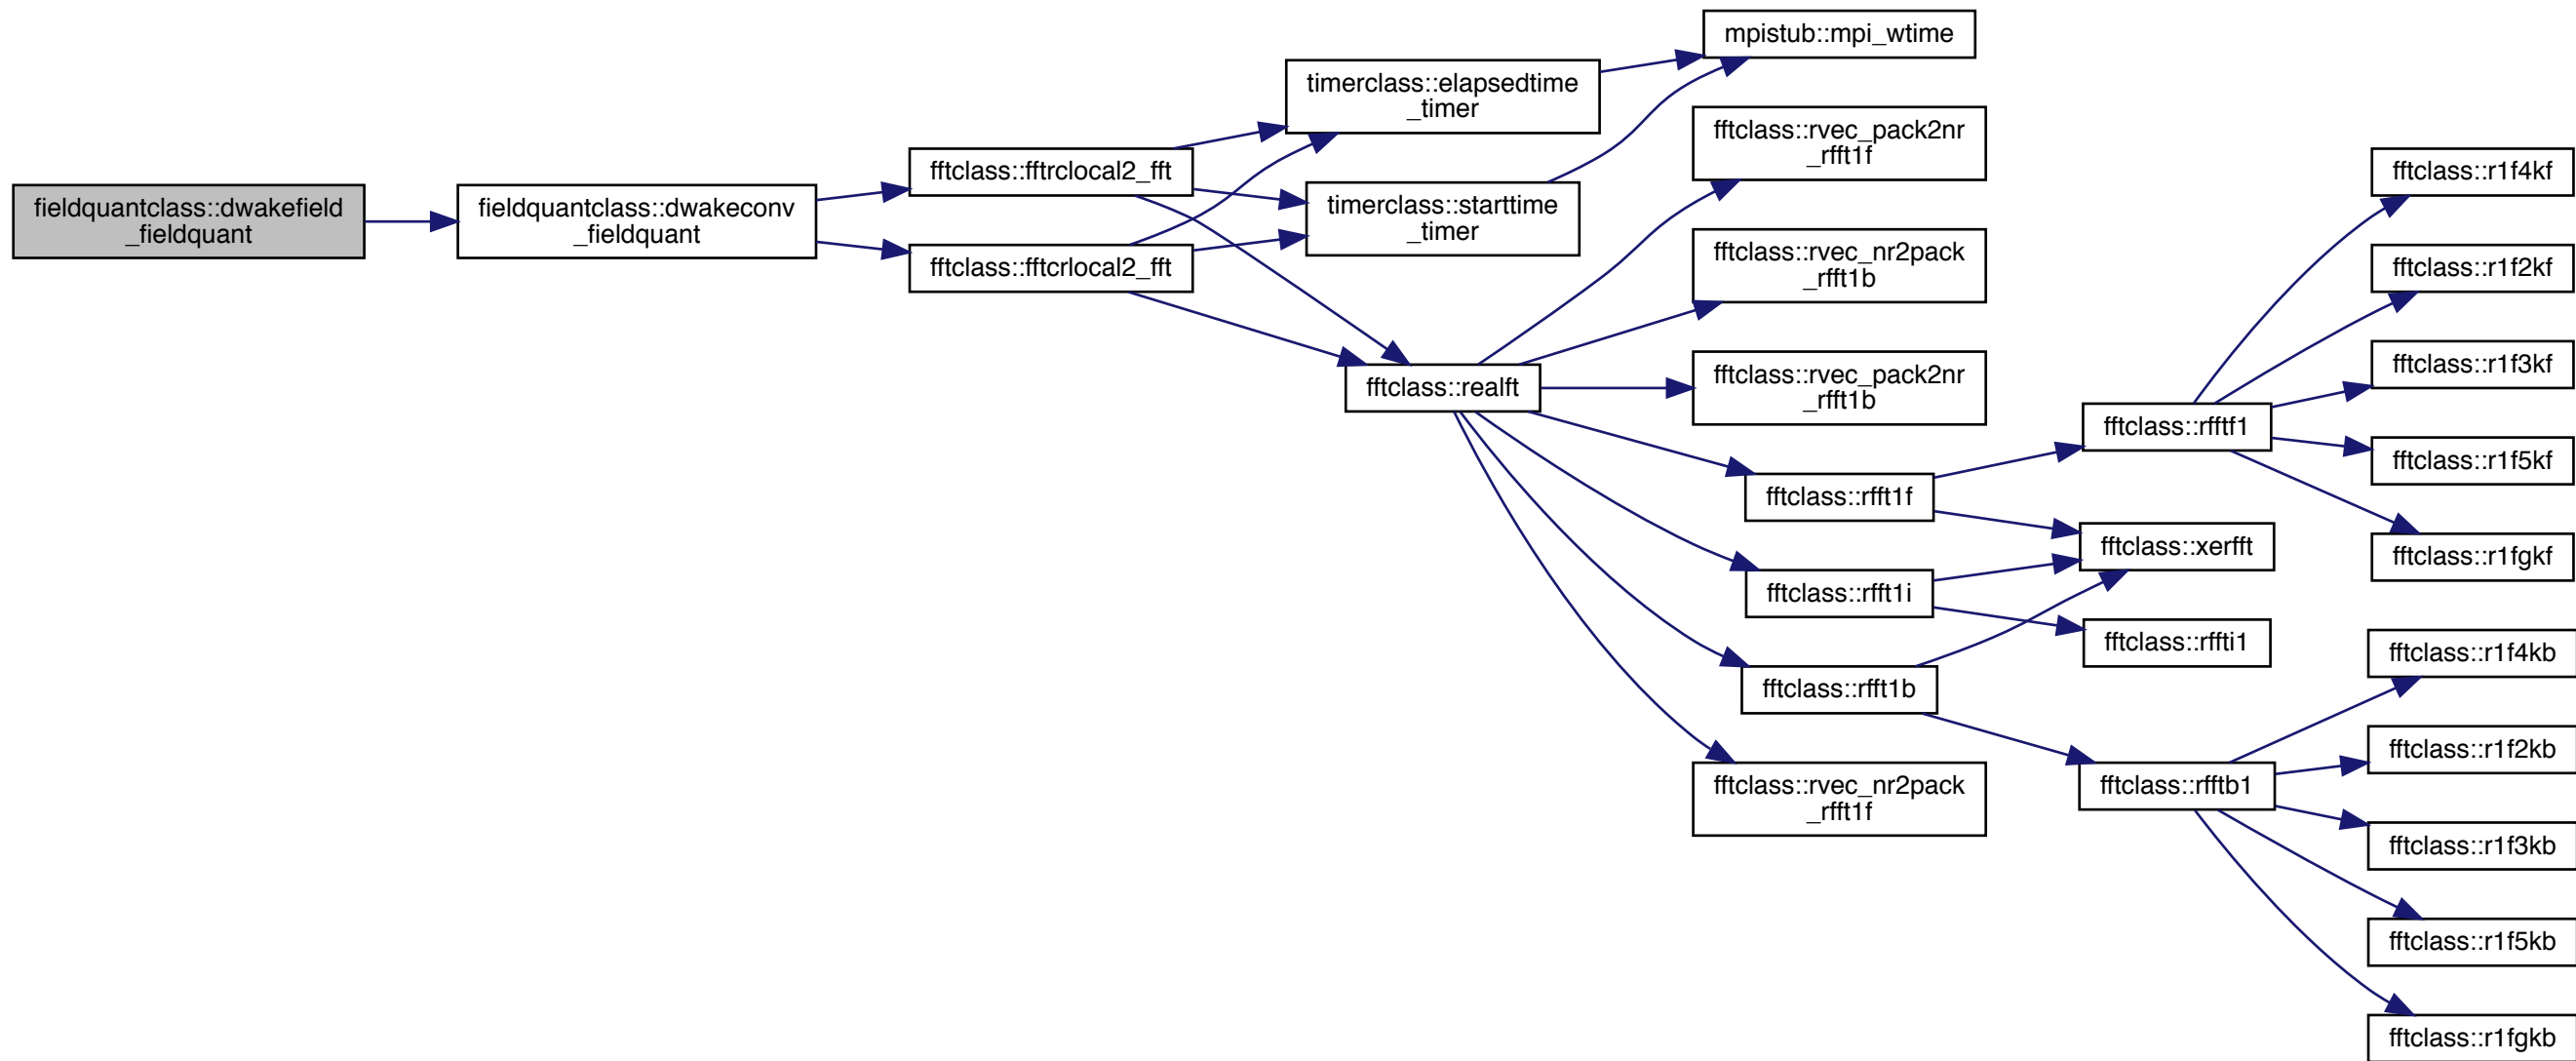 fieldquantclass::dwakefield
_fieldquant
fieldquantclass::dwakeconv
_fieldquant
fftclass::fftrclocal2_fft
fftclass::fftcrlocal2_fft
timerclass::elapsedtime
_timer
timerclass::starttime
_timer
fftclass::realft
mpistub::mpi_wtime
fftclass::rvec_pack2nr
_rfft1f
fftclass::rvec_nr2pack
_rfft1b
fftclass::rvec_pack2nr
_rfft1b
fftclass::rfft1f
fftclass::rfft1i
fftclass::rfft1b
fftclass::rvec_nr2pack
_rfft1f
fftclass::rfftf1
fftclass::xerfft
fftclass::rffti1
fftclass::rfftb1
fftclass::r1f4kf
fftclass::r1f2kf
fftclass::r1f3kf
fftclass::r1f5kf
fftclass::r1fgkf
fftclass::r1f4kb
fftclass::r1f2kb
fftclass::r1f3kb
fftclass::r1f5kb
fftclass::r1fgkb